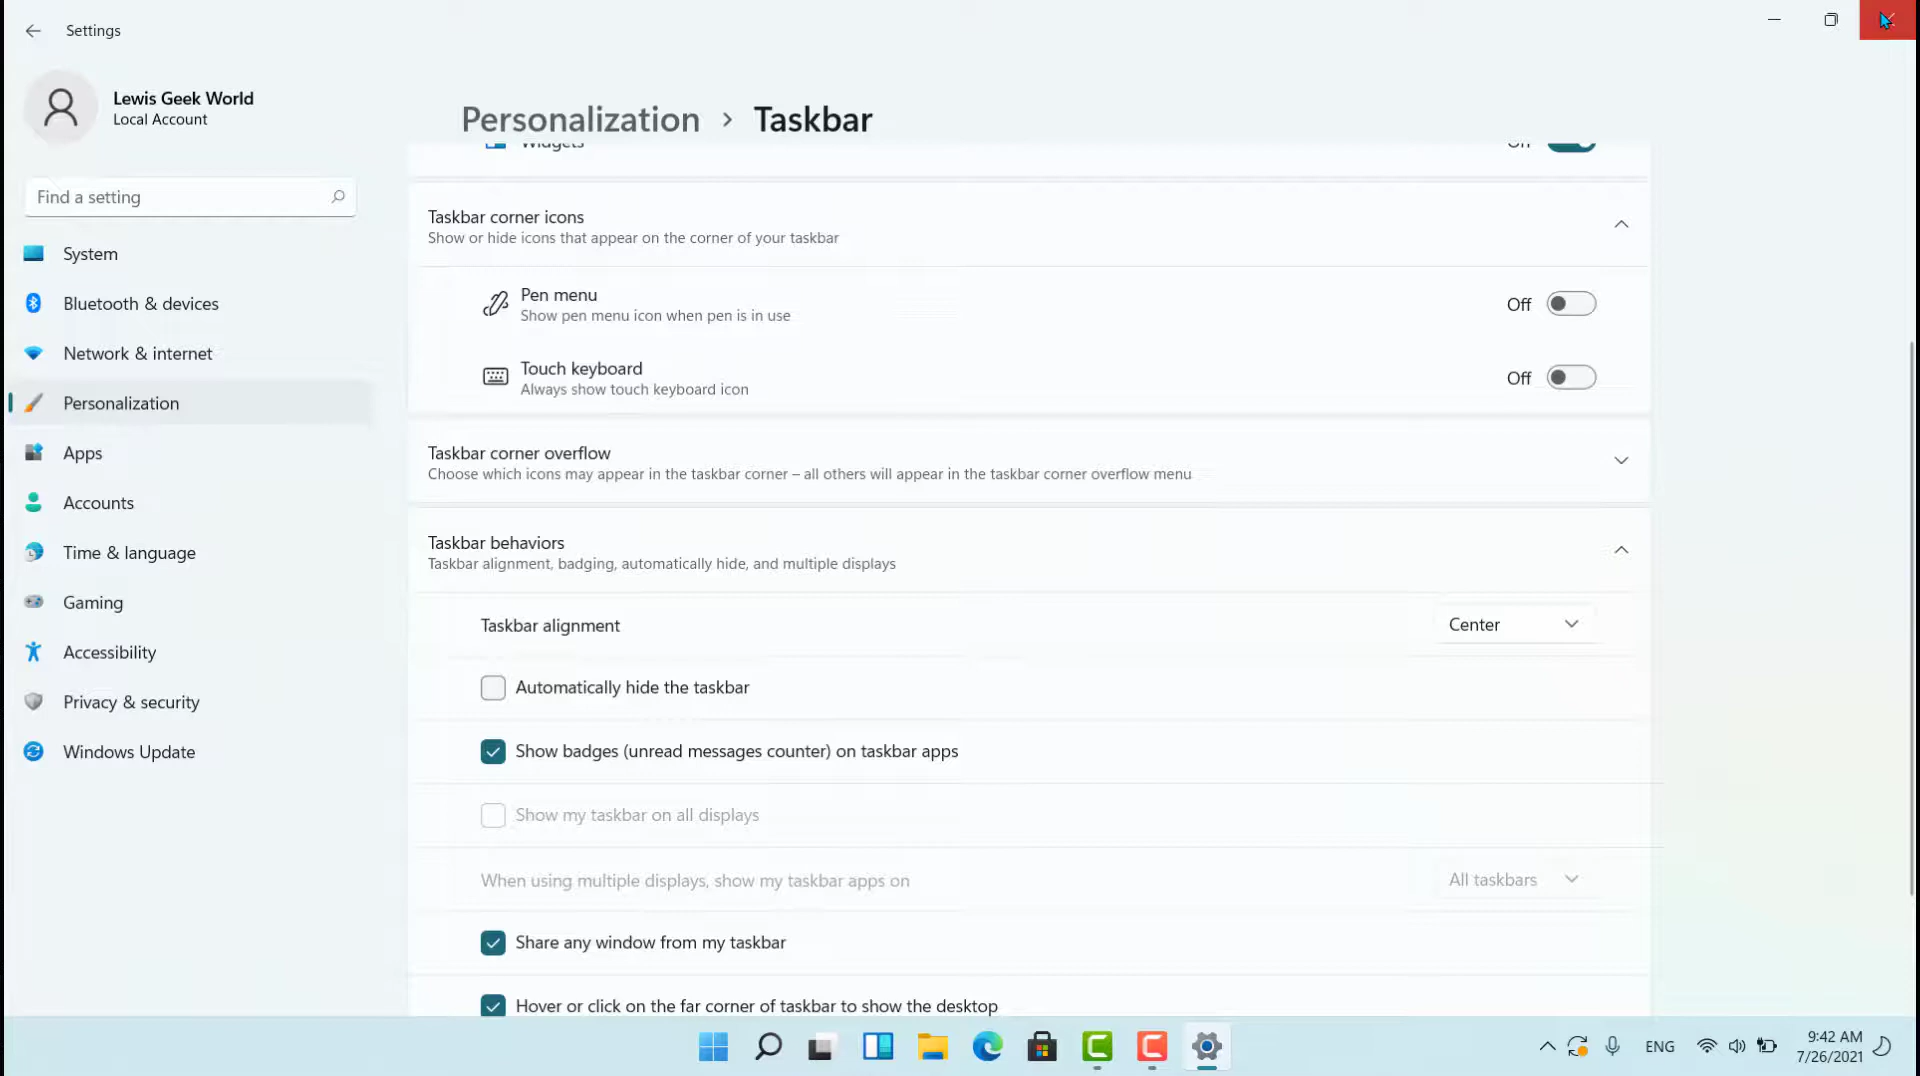 Settings
Lewis Geek World
Local Account
Find a setting
System
Bluetooth & devices
Network & internet
Personalization
Apps
Accounts
Time & language
Gaming
Accessibility
Privacy & security
Windows Update
Personalization › Taskbar
Widgets
Taskbar corner icons
Show or hide icons that appear on the corner of your taskbar
Pen menu
Show pen menu icon when pen is in use
Off
Touch keyboard
Always show touch keyboard icon
Off
Taskbar corner overflow
Choose which icons may appear in the taskbar corner – all others will appear in the taskbar corner overflow menu
Taskbar behaviors
Taskbar alignment, badging, automatically hide, and multiple displays
Taskbar alignment
Center
Automatically hide the taskbar
Show badges (unread messages counter) on taskbar apps
Show my taskbar on all displays
When using multiple displays, show my taskbar apps on
All taskbars
Share any window from my taskbar
Hover or click on the far corner of taskbar to show the desktop
ENG
9:42 AM
7/26/2021